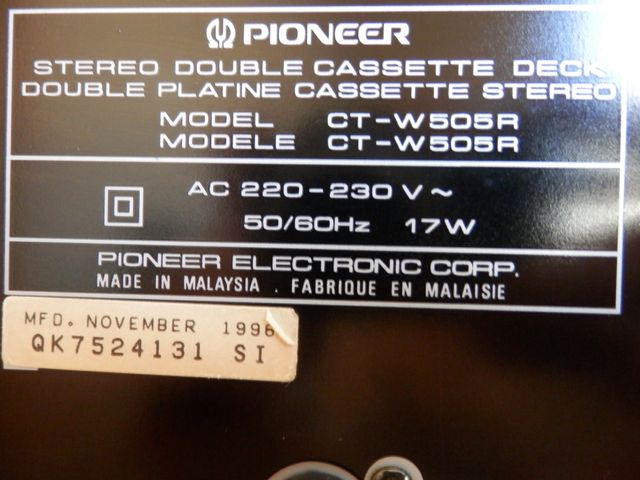 PIONEER
STEREO DOUBLE CASSETTE DECK
DOUBLE PLATINE CASSETTE STEREO
MODEL CT-W505R
MODELE CT-W505R
AC 220-230 V~
50/60Hz 17W
PIONEER ELECTRONIC CORP.
MADE IN MALAYSIA . FABRIQUE EN MALAISIE
MFD. NOVEMBER 1996
QK7524131 SI